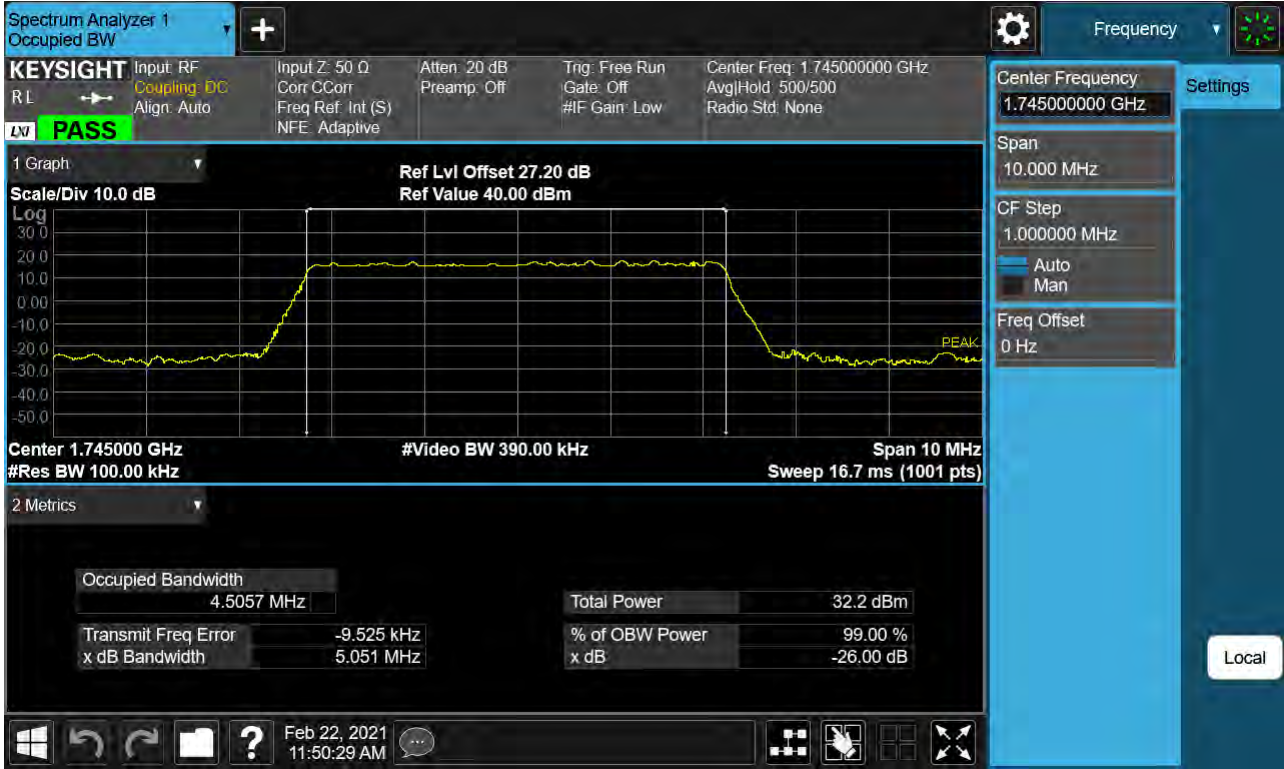 Spectrum Analyzer 1
Occupied BW
Frequency
KEYSIGHT
R L
LXI
PASS
Input: RF
Coupling: DC
Align: Auto
Input Z: 50 Ω
Corr CCorr
Freq Ref: Int (S)
NFE: Adaptive
Atten: 20 dB
Preamp: Off
Trig: Free Run
Gate: Off
#IF Gain: Low
Center Freq: 1.745000000 GHz
Avg|Hold: 500/500
Radio Std: None
Center Frequency
1.745000000 GHz
Settings
Span
10.000 MHz
CF Step
1.000000 MHz
Auto
Man
Freq Offset
0 Hz
Local
1 Graph
Scale/Div 10.0 dB
Ref Lvl Offset 27.20 dB
Ref Value 40.00 dBm
Log
30.0
20.0
10.0
0.00
-10.0
-20.0
-30.0
-40.0
-50.0
PEAK
Center 1.745000 GHz
#Video BW 390.00 kHz
Span 10 MHz
#Res BW 100.00 kHz
Sweep 16.7 ms (1001 pts)
2 Metrics
Occupied Bandwidth
4.5057 MHz
Total Power 32.2 dBm
Transmit Freq Error -9.525 kHz
% of OBW Power 99.00 %
x dB Bandwidth 5.051 MHz
x dB -26.00 dB
?
Feb 22, 2021
11:50:29 AM